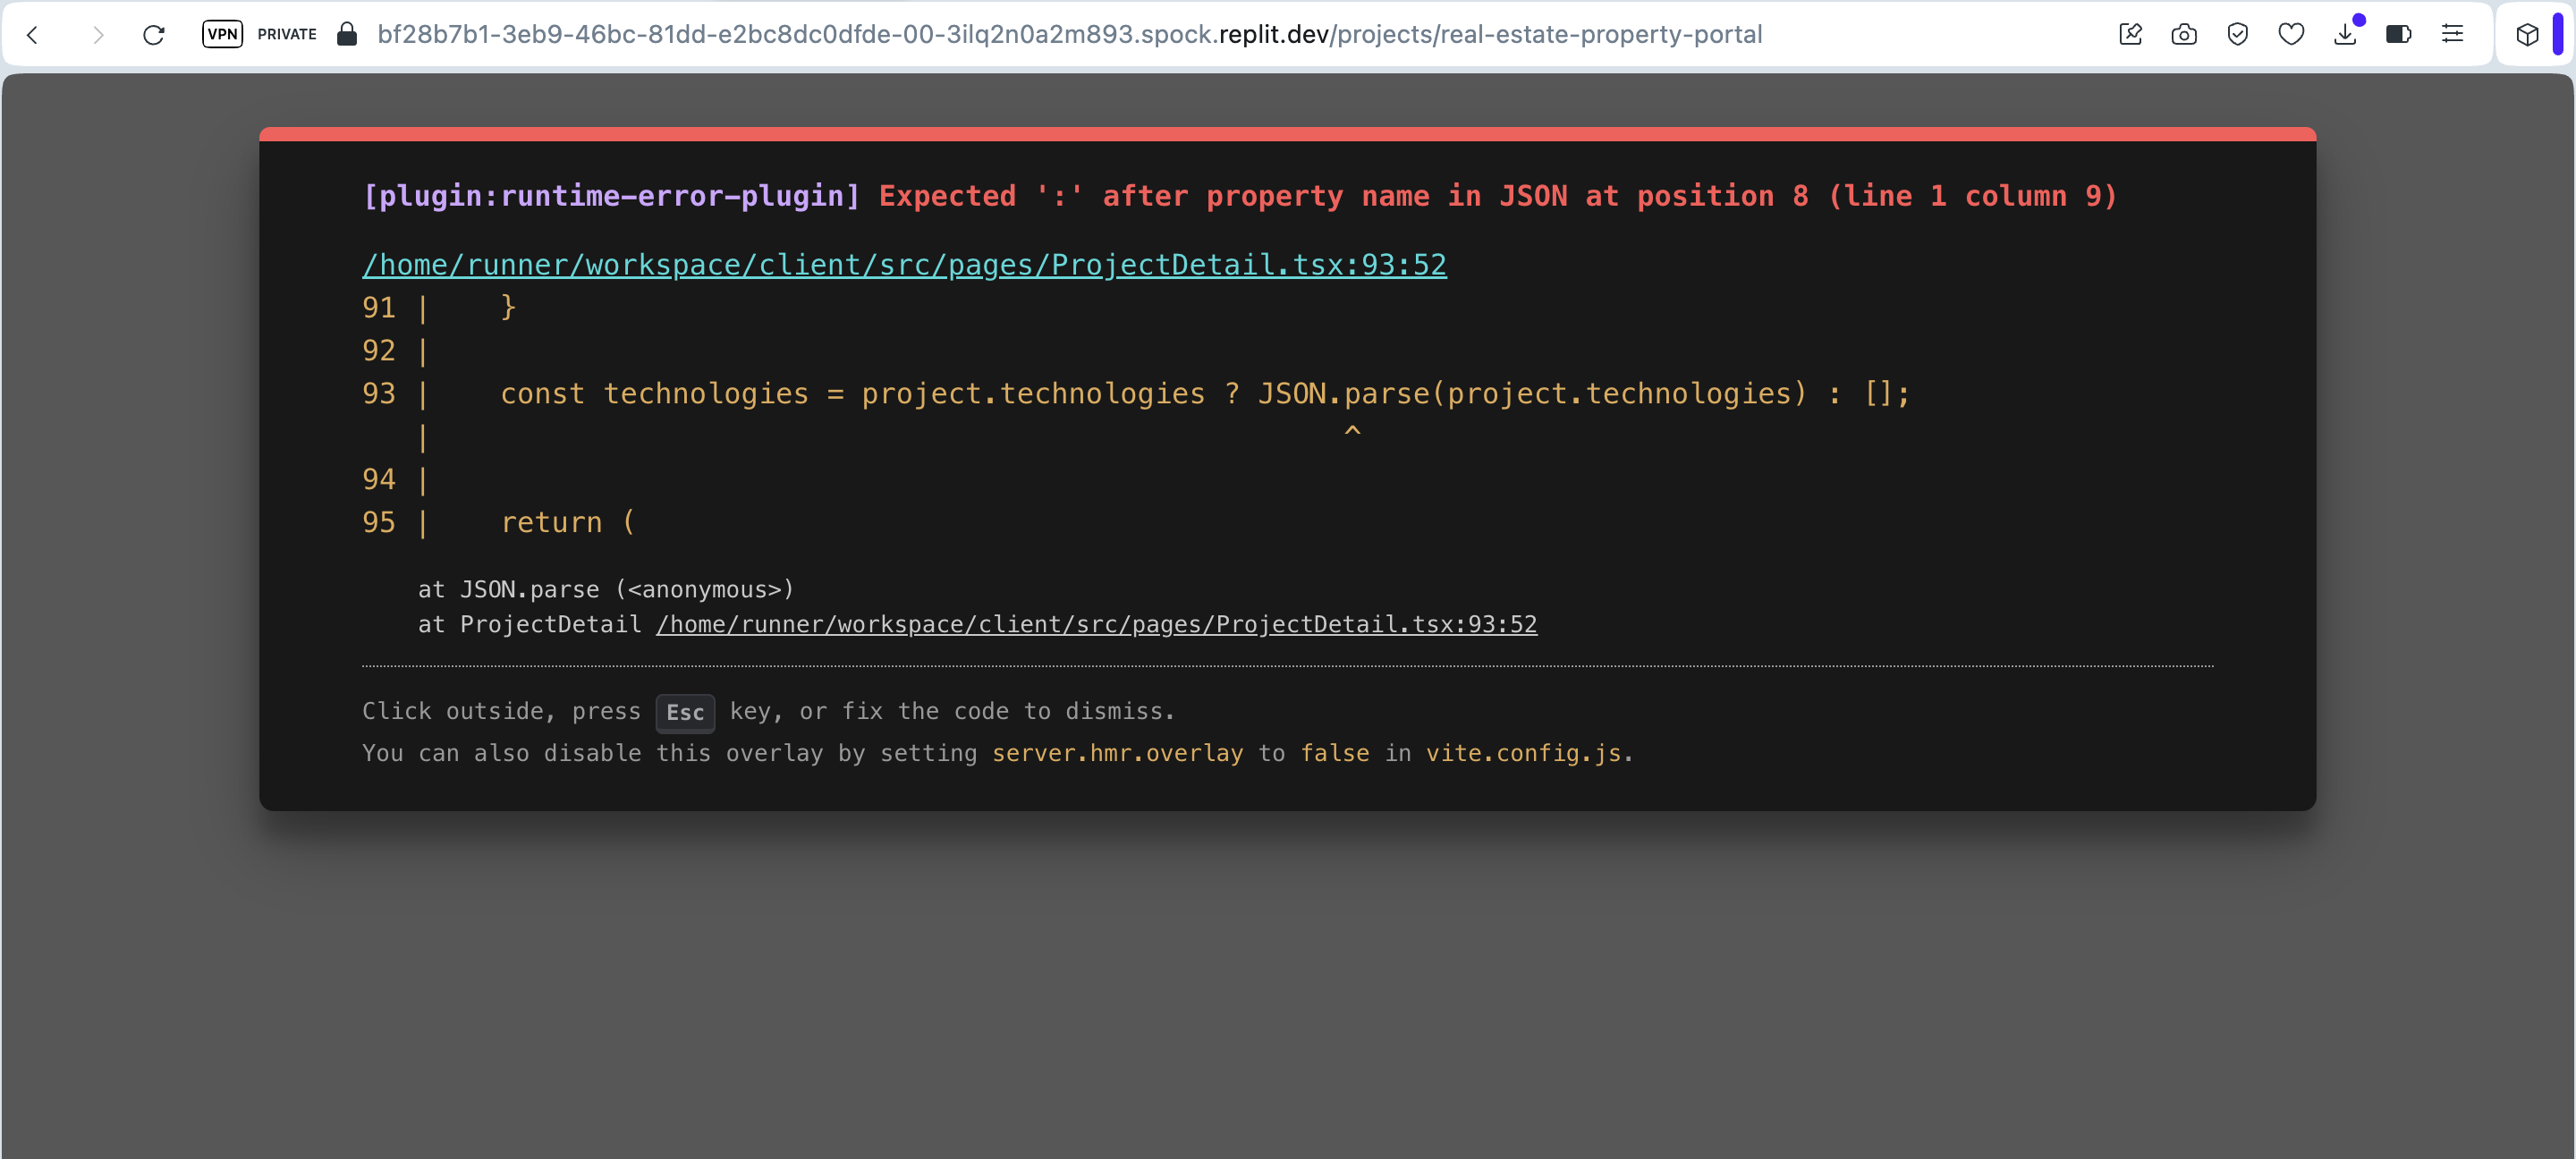 VPN PRIVATE bf28b7b1-3eb9-46bc-81dd-e2bc8dc0dfde-00-3ilq2n0a2m893.spock.replit.dev/projects/real-estate-property-portal
[plugin:runtime-error-plugin] Expected ':' after property name in JSON at position 8 (line 1 column 9)
/home/runner/workspace/client/src/pages/ProjectDetail.tsx:93:52
91 |    }
92 |
93 |    const technologies = project.technologies ? JSON.parse(project.technologies) : [];
   |                                                     ^
94 |
95 |    return (
at JSON.parse (<anonymous>)
at ProjectDetail /home/runner/workspace/client/src/pages/ProjectDetail.tsx:93:52
Click outside, press Esc key, or fix the code to dismiss.
You can also disable this overlay by setting server.hmr.overlay to false in vite.config.js.